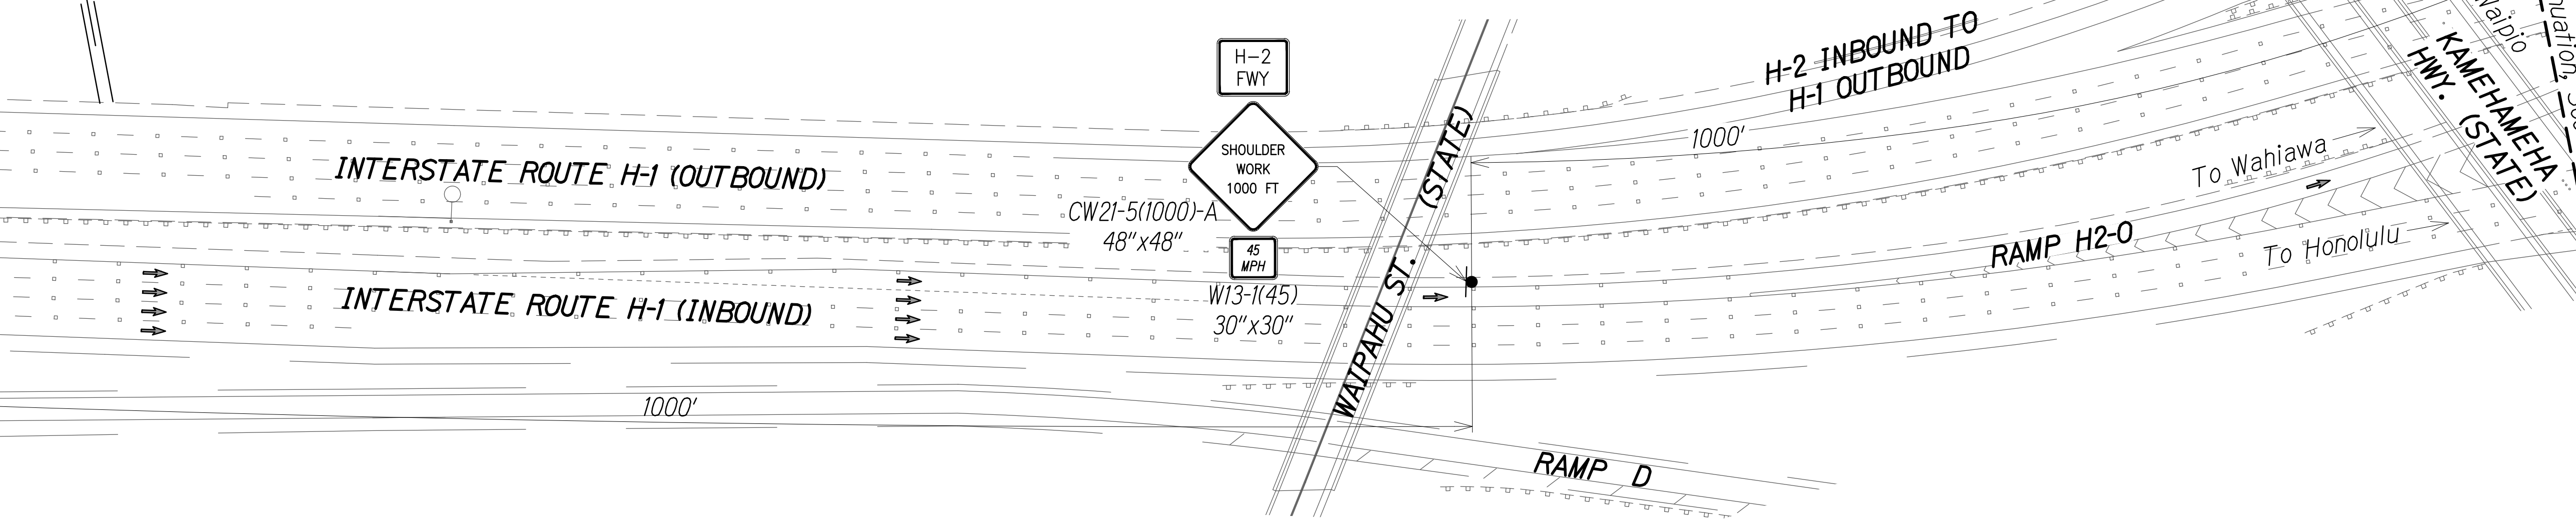 H-2
FWY
SHOULDER
WORK
1000 FT
CW21-5(1000)-A
48"x48"
45
MPH
W13-1(45)
30"x30"
INTERSTATE ROUTE H-1 (OUTBOUND)
INTERSTATE ROUTE H-1 (INBOUND)
1000'
WAIPAHU ST. (STATE)
1000'
H-2 INBOUND TO
H-1 OUTBOUND
To Wahiawa
RAMP H2-O
To Honolulu
RAMP D
KAMEHAMEHA
HWY. (STATE)
Waipio